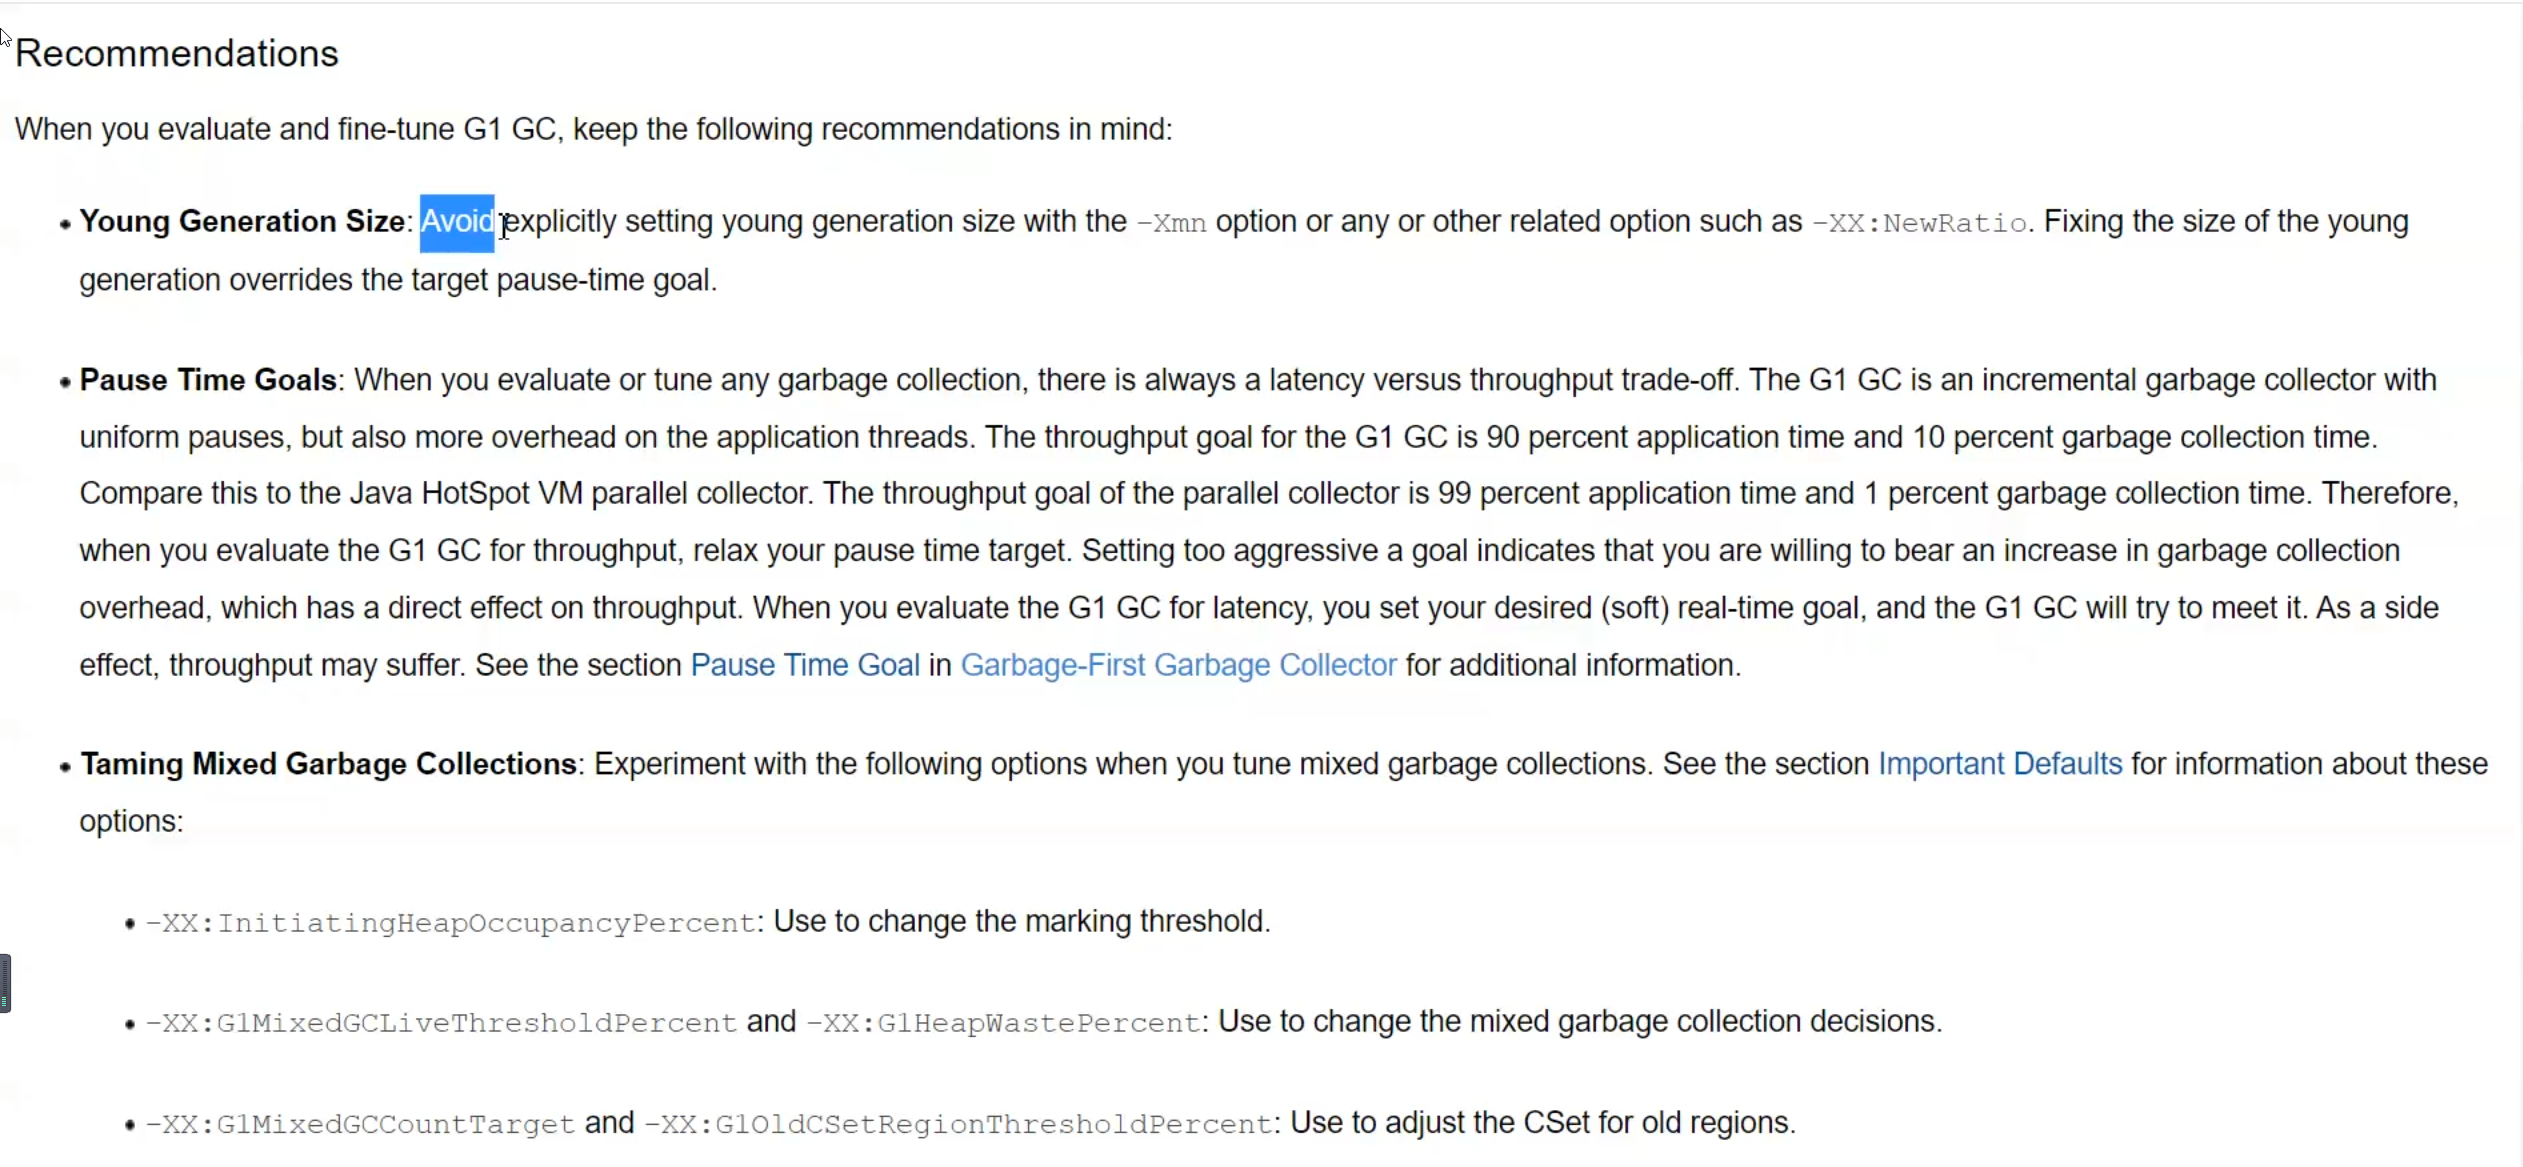 Recommendations
When you evaluate and fine-tune G1 GC, keep the following recommendations in mind:
• Young Generation Size: Avoid explicitly setting young generation size with the -Xmn option or any or other related option such as -XX:NewRatio. Fixing the size of the young
generation overrides the target pause-time goal.
• Pause Time Goals: When you evaluate or tune any garbage collection, there is always a latency versus throughput trade-off. The G1 GC is an incremental garbage collector with
uniform pauses, but also more overhead on the application threads. The throughput goal for the G1 GC is 90 percent application time and 10 percent garbage collection time.
Compare this to the Java HotSpot VM parallel collector. The throughput goal of the parallel collector is 99 percent application time and 1 percent garbage collection time. Therefore,
when you evaluate the G1 GC for throughput, relax your pause time target. Setting too aggressive a goal indicates that you are willing to bear an increase in garbage collection
overhead, which has a direct effect on throughput. When you evaluate the G1 GC for latency, you set your desired (soft) real-time goal, and the G1 GC will try to meet it. As a side
effect, throughput may suffer. See the section Pause Time Goal in Garbage-First Garbage Collector for additional information.
• Taming Mixed Garbage Collections: Experiment with the following options when you tune mixed garbage collections. See the section Important Defaults for information about these
options:
• -XX:InitiatingHeapOccupancyPercent: Use to change the marking threshold.
• -XX:G1MixedGCLiveThresholdPercent and -XX:G1HeapWastePercent: Use to change the mixed garbage collection decisions.
• -XX:G1MixedGCCountTarget and -XX:G1OldCSetRegionThresholdPercent: Use to adjust the CSet for old regions.